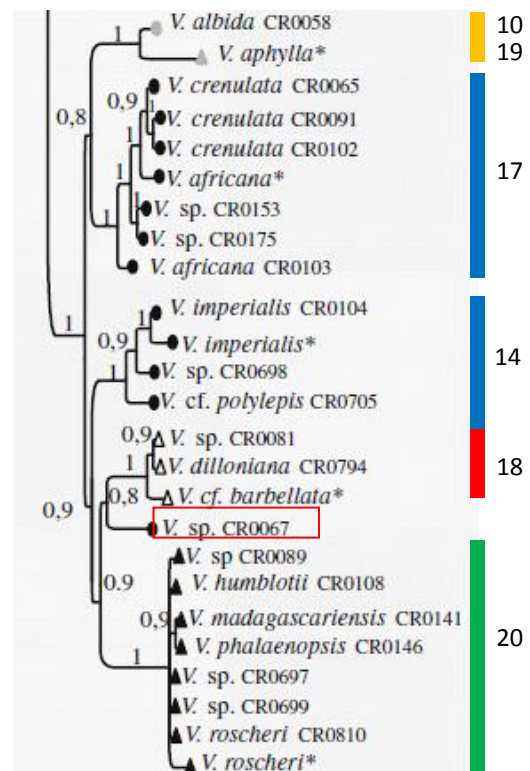 V. albida CR0058
10
1
V. aphylla*
19
V. crenulata CR0065
0,9
1
V. crenulata CR0091
0,8
1
V. crenulata CR0102
17
1
V. africana*
1
V. sp. CR0153
V. sp. CR0175
V. africana CR0103
V. imperialis CR0104
1
1
0,9
V. imperialis*
14
1
V. sp. CR0698
V. cf. polylepis CR0705
0,9
V. sp. CR0081
1
V. dilloniana CR0794
18
0,8
V. cf. barbellata*
0,9
V. sp. CR0067
V. sp CR0089
0.9
V. humblotii CR0108
0,9
V. madagascariensis CR0141
20
V. phalaenopsis CR0146
1
V. sp. CR0697
V. sp. CR0699
V. roscheri CR0810
V. roscheri*